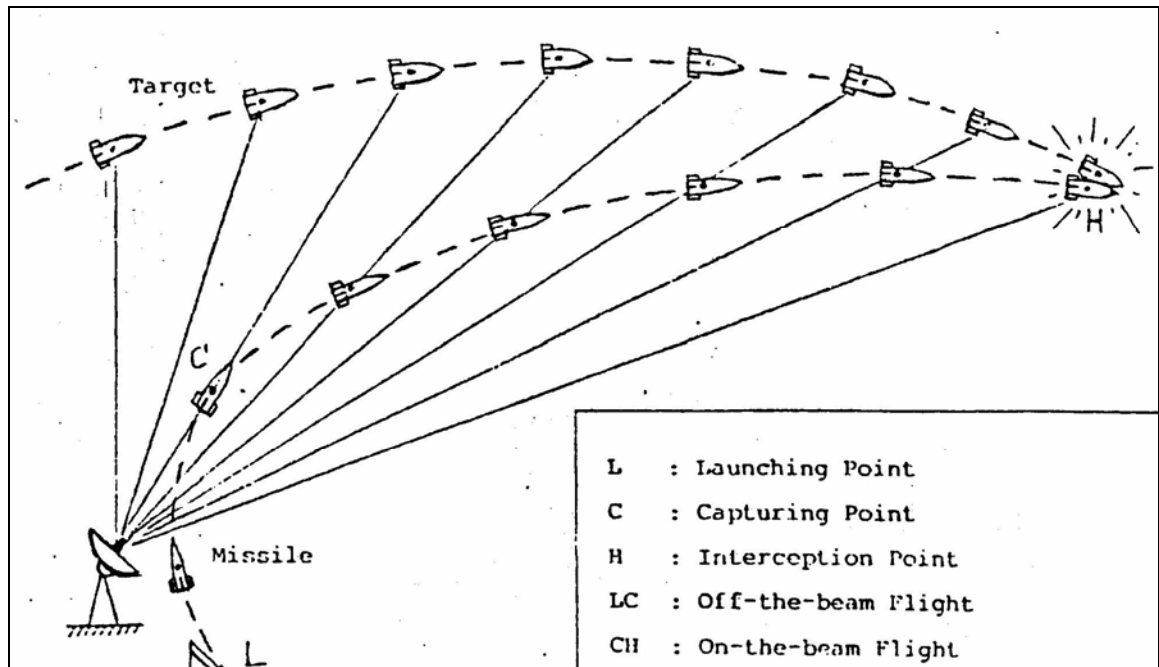 Target
C'
H
Missile
L
L : Launching Point
C : Capturing Point
H : Interception Point
LC : Off-the-beam Flight
CH : On-the-beam Flight